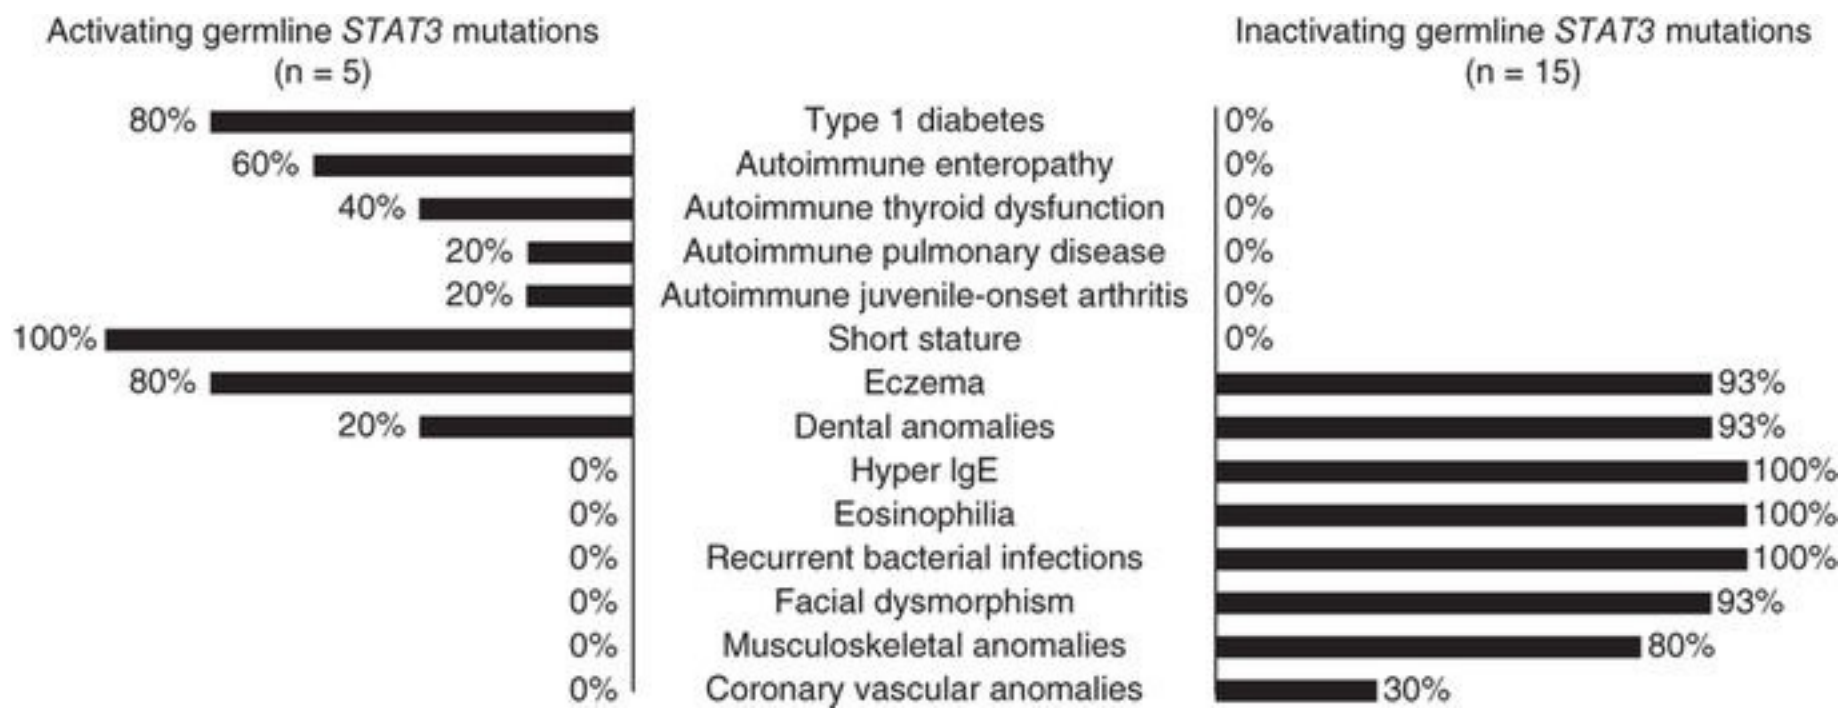 Activating germline STAT3 mutations
(n = 5)
Inactivating germline STAT3 mutations
(n = 15)
80% Type 1 diabetes 0%
60% Autoimmune enteropathy 0%
40% Autoimmune thyroid dysfunction 0%
20% Autoimmune pulmonary disease 0%
20% Autoimmune juvenile-onset arthritis 0%
100% Short stature 0%
80% Eczema 93%
20% Dental anomalies 93%
0% Hyper IgE 100%
0% Eosinophilia 100%
0% Recurrent bacterial infections 100%
0% Facial dysmorphism 93%
0% Musculoskeletal anomalies 80%
0% Coronary vascular anomalies 30%